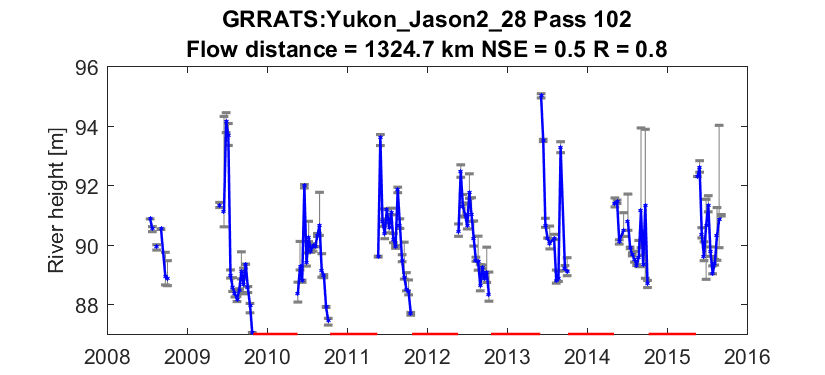 GRRATS:Yukon_Jason2_28 Pass 102
Flow distance = 1324.7 km NSE = 0.5 R = 0.8
River height [m]
96
94
92
90
88
2008 2009 2010 2011 2012 2013 2014 2015 2016